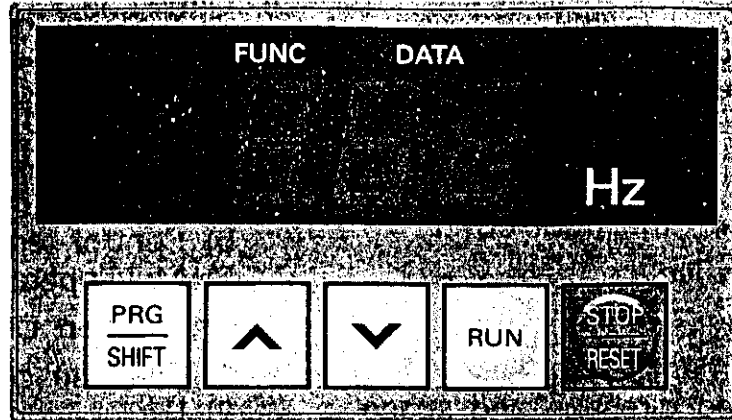 FUNC DATA
Hz
PRG
SHIFT
RUN
STOP
RESET